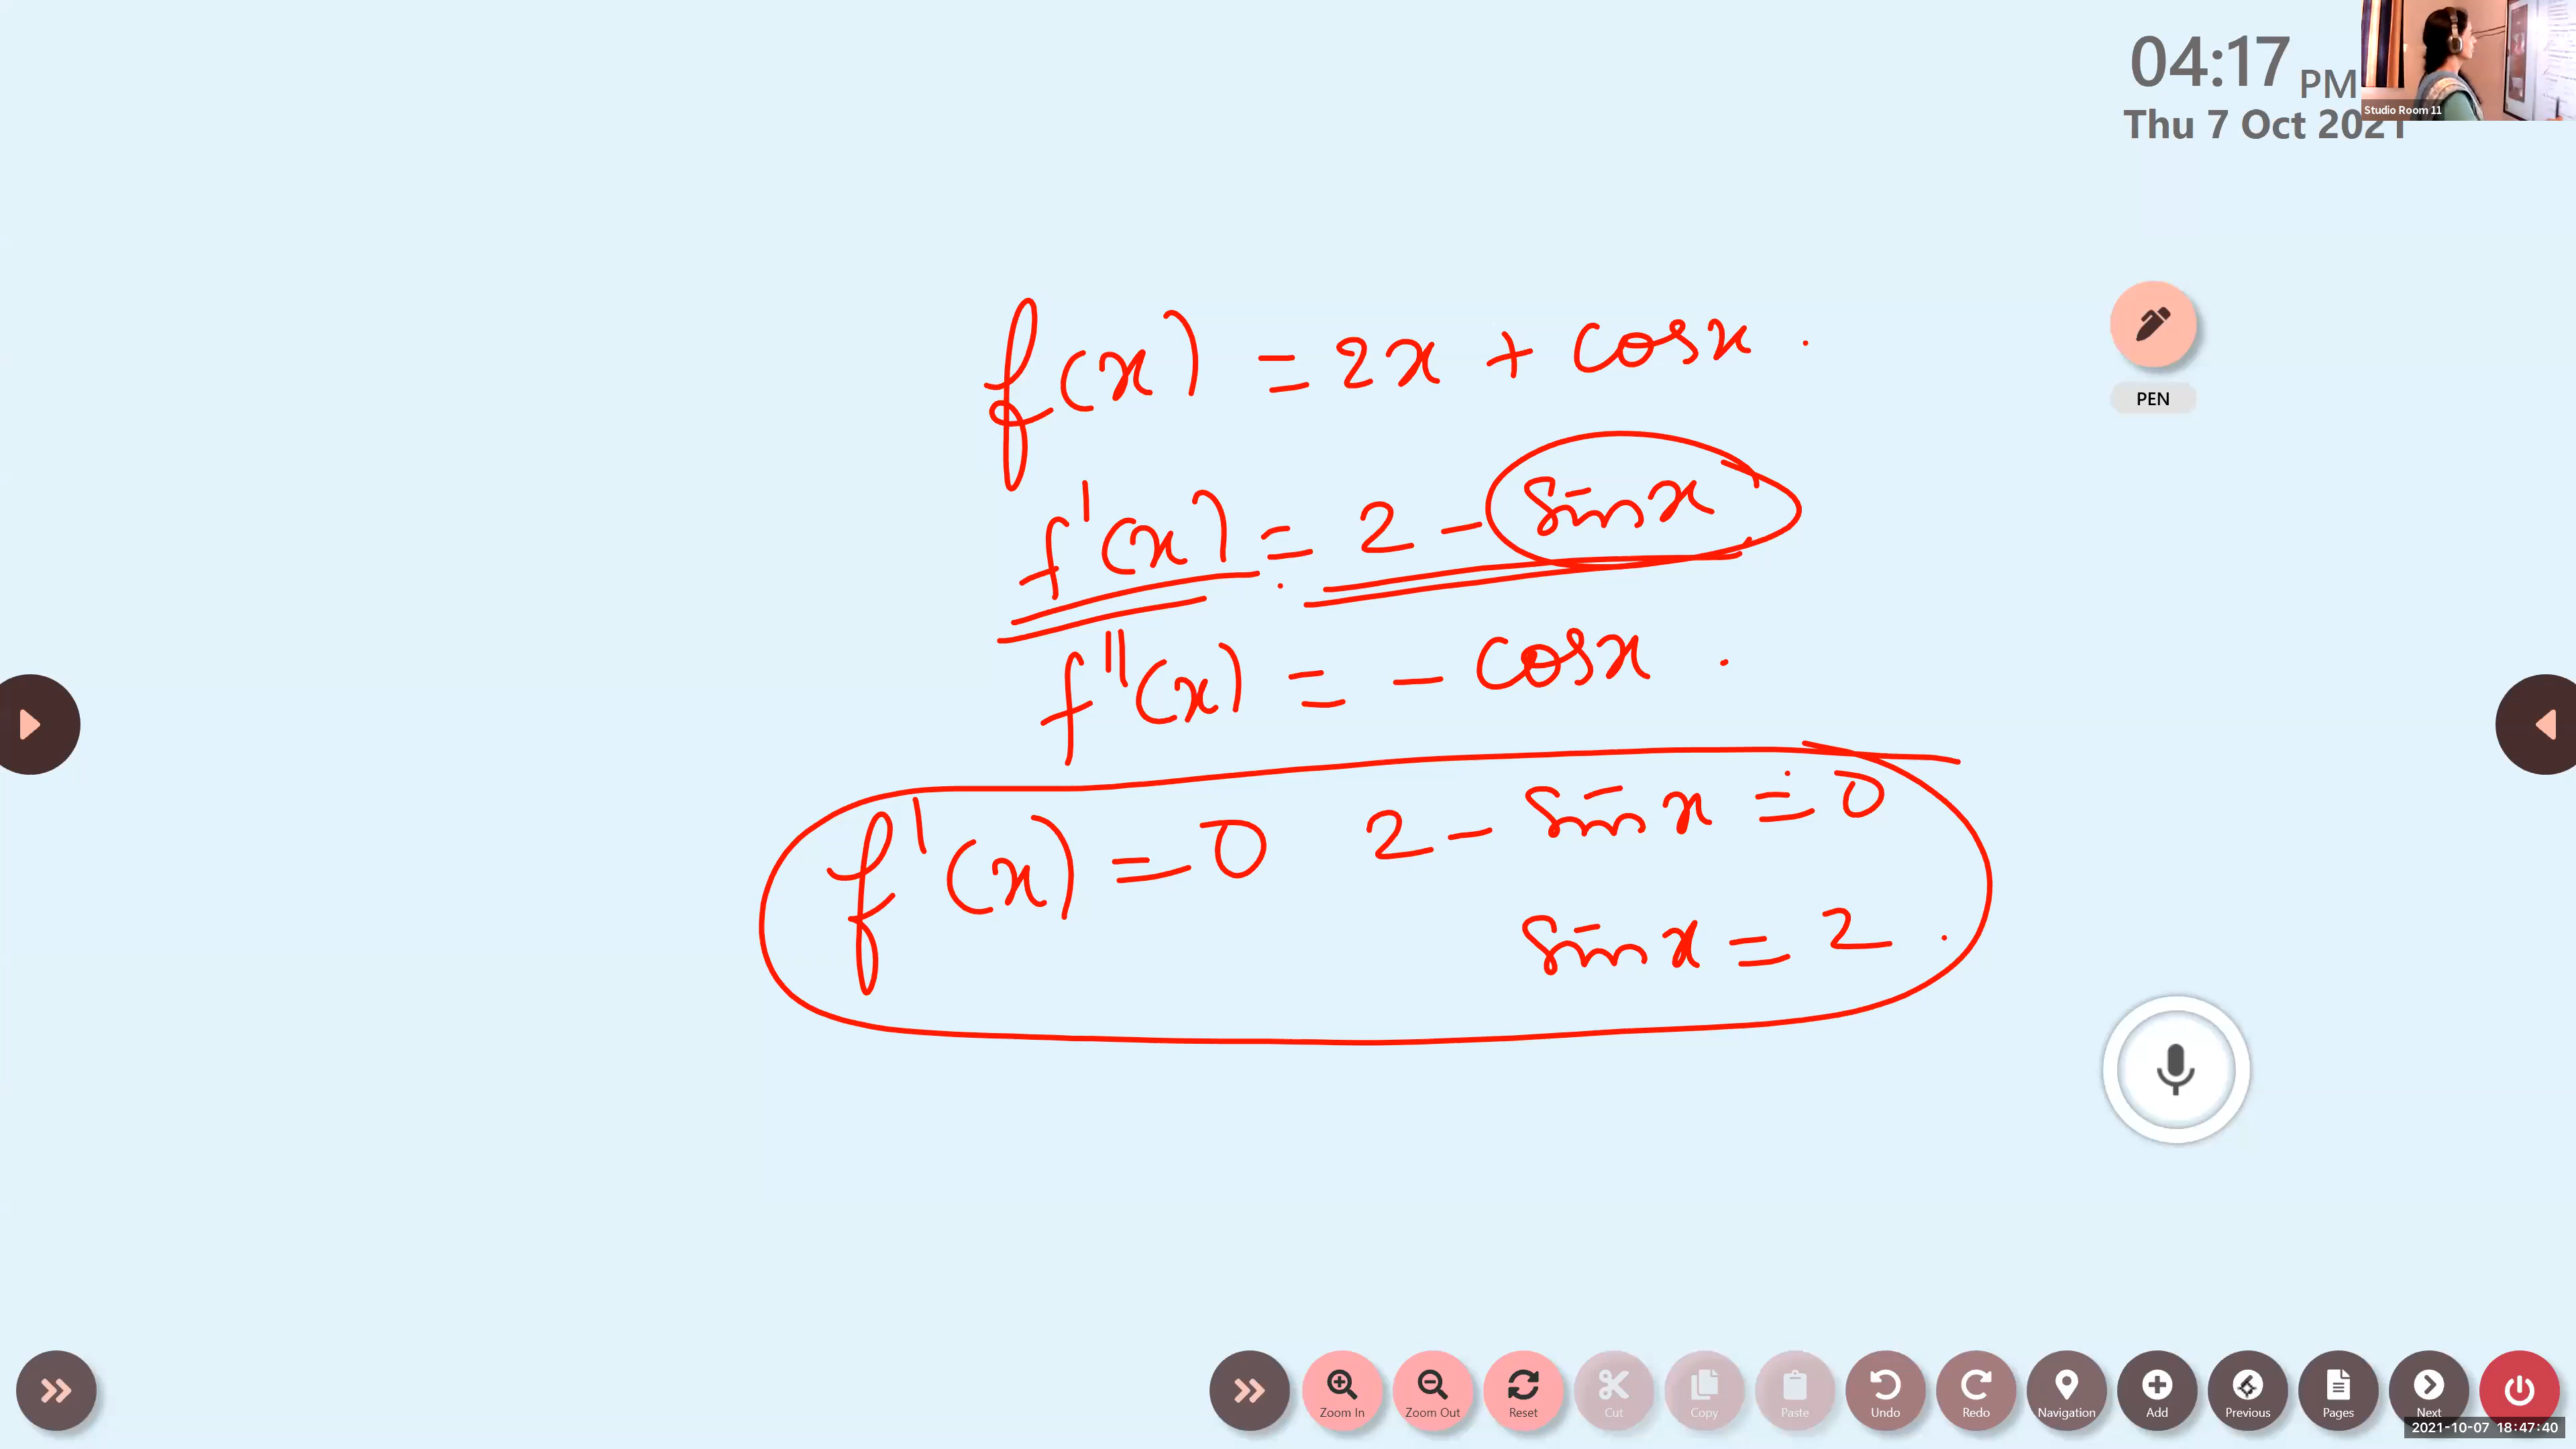 04:17 PM
Thu 7 Oct 2021
Studio Room 11
f(x) = 2x + cosx .
PEN
f'(x) = 2 - sinx
f''(x) = - cosx .
f'(x) = 0 2 - sinx = 0
sinx = 2 .
Zoom In Zoom Out Reset Cut Copy Paste Undo Redo Navigation Add Previous Pages Next
2021-10-07 18:47:40